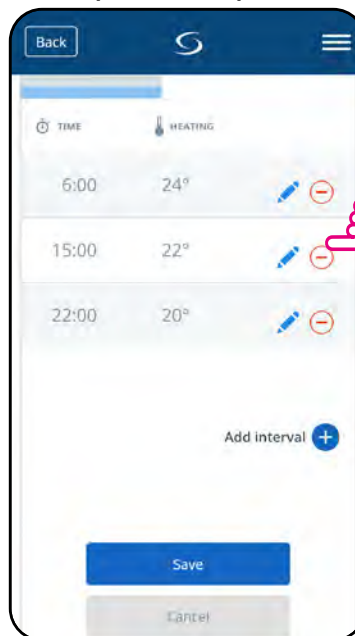 Back
TIME HEATING
6:00 24°
15:00 22°
22:00 20°
Add interval
Save
Cancel